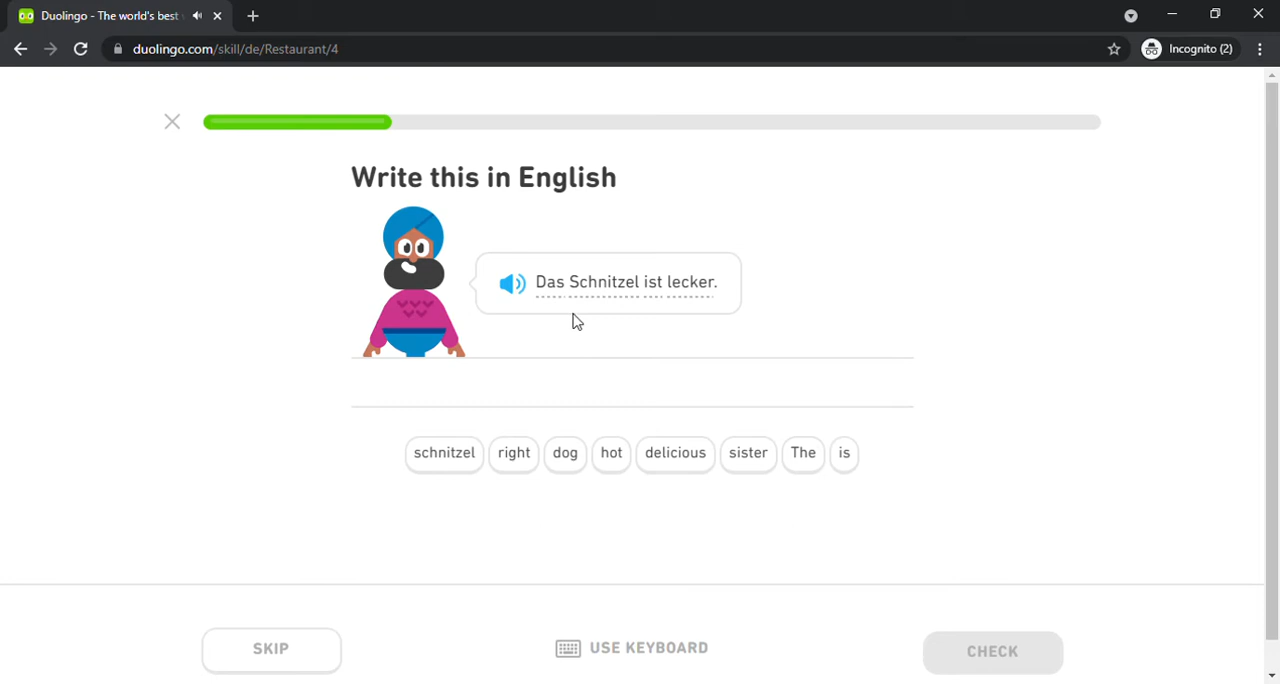 Duolingo - The world's best
duolingo.com/skill/de/Restaurant/4
Incognito (2)
Write this in English
Das Schnitzel ist lecker.
schnitzel right dog hot delicious sister The is
SKIP
USE KEYBOARD
CHECK